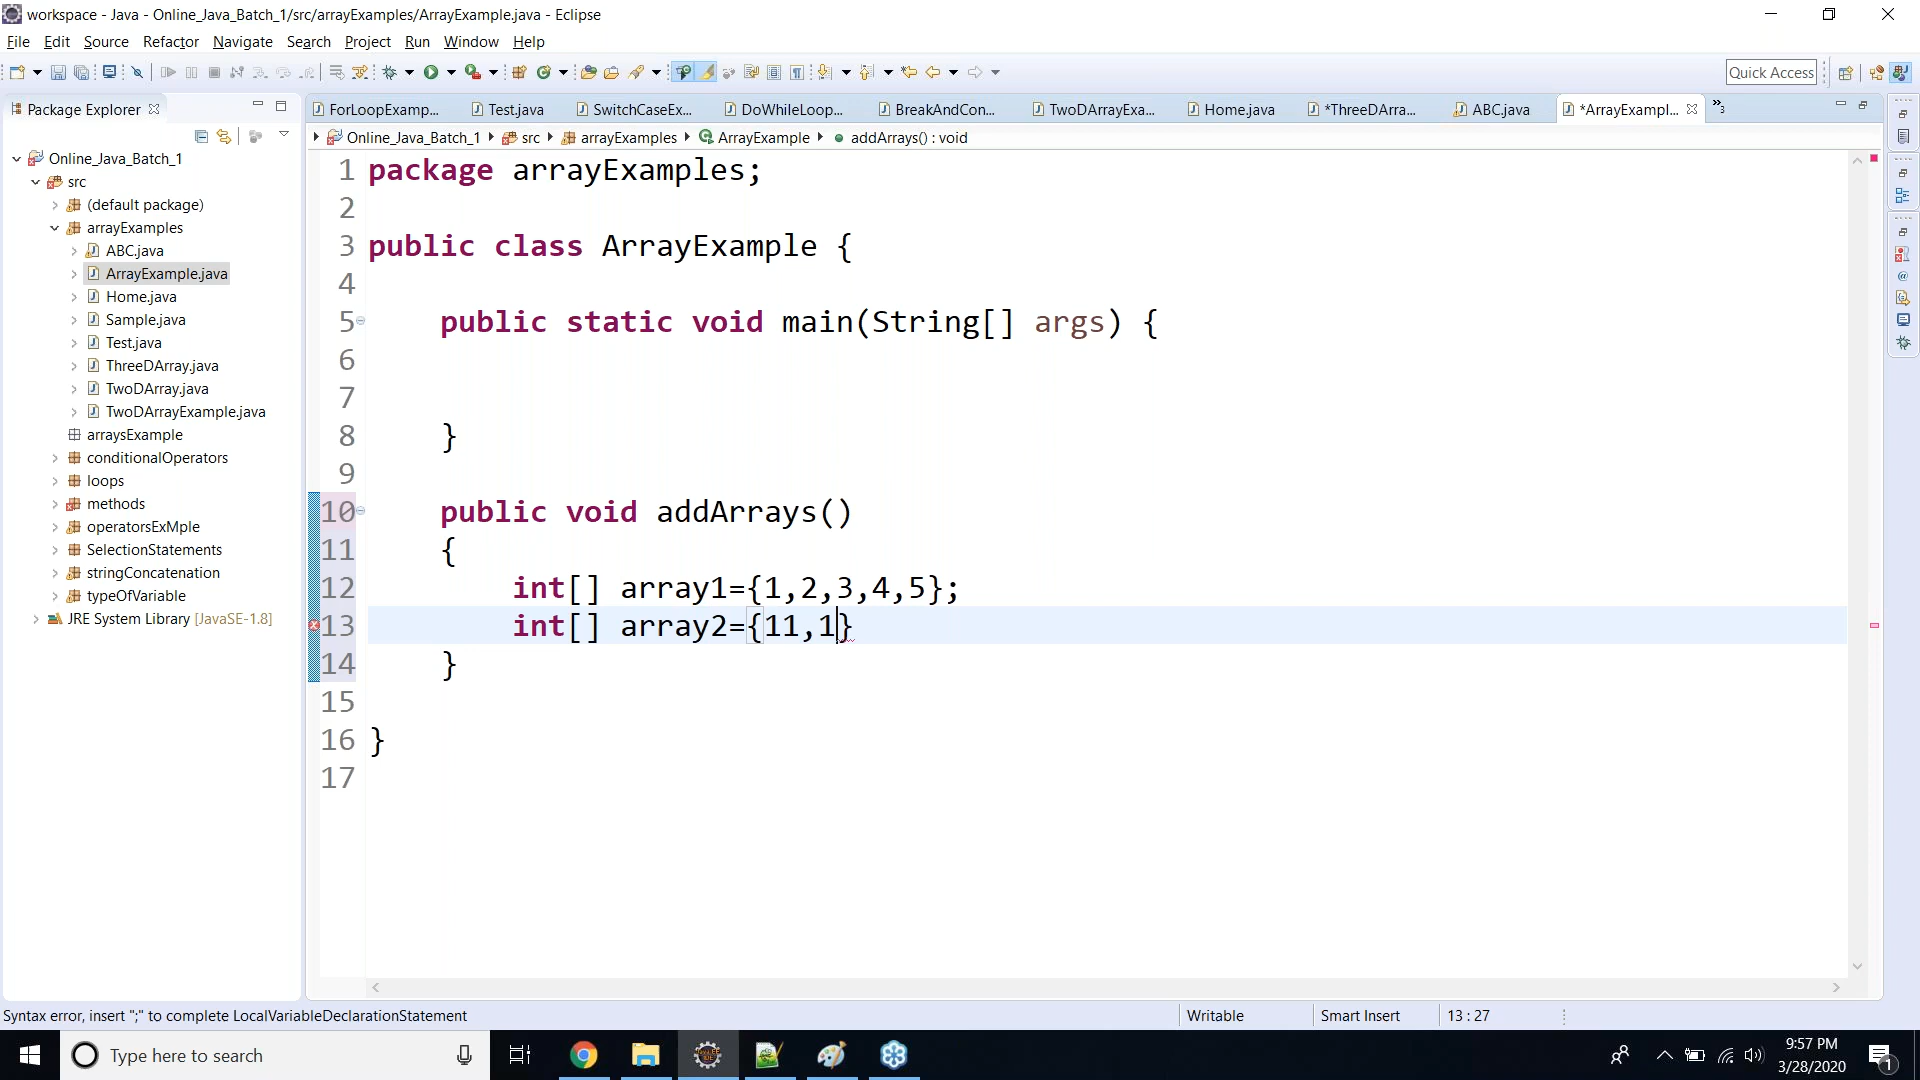 workspace - Java - Online_Java_Batch_1/src/arrayExamples/ArrayExample.java - Eclipse
File Edit Source Refactor Navigate Search Project Run Window Help
Quick Access
Package Explorer
ForLoopExamp... Test.java SwitchCaseEx... DoWhileLoop... BreakAndCon... TwoDArrayExa... Home.java *ThreeDArra... ABC.java *ArrayExampl... »3
Online_Java_Batch_1 src arrayExamples ArrayExample addArrays() : void
Online_Java_Batch_1
src
(default package)
arrayExamples
ABC.java
ArrayExample.java
Home.java
Sample.java
Test.java
ThreeDArray.java
TwoDArray.java
TwoDArrayExample.java
arraysExample
conditionalOperators
loops
methods
operatorsExMple
SelectionStatements
stringConcatenation
typeOfVariable
JRE System Library [JavaSE-1.8]
1 package arrayExamples;
2
3 public class ArrayExample {
4
5 public static void main(String[] args) {
6
7
8 }
9
10 public void addArrays()
11 {
12 int[] array1={1,2,3,4,5};
13 int[] array2={11,1}
14 }
15
16 }
17
Syntax error, insert ";" to complete LocalVariableDeclarationStatement
Writable Smart Insert 13 : 27
Type here to search
9:57 PM
3/28/2020
1